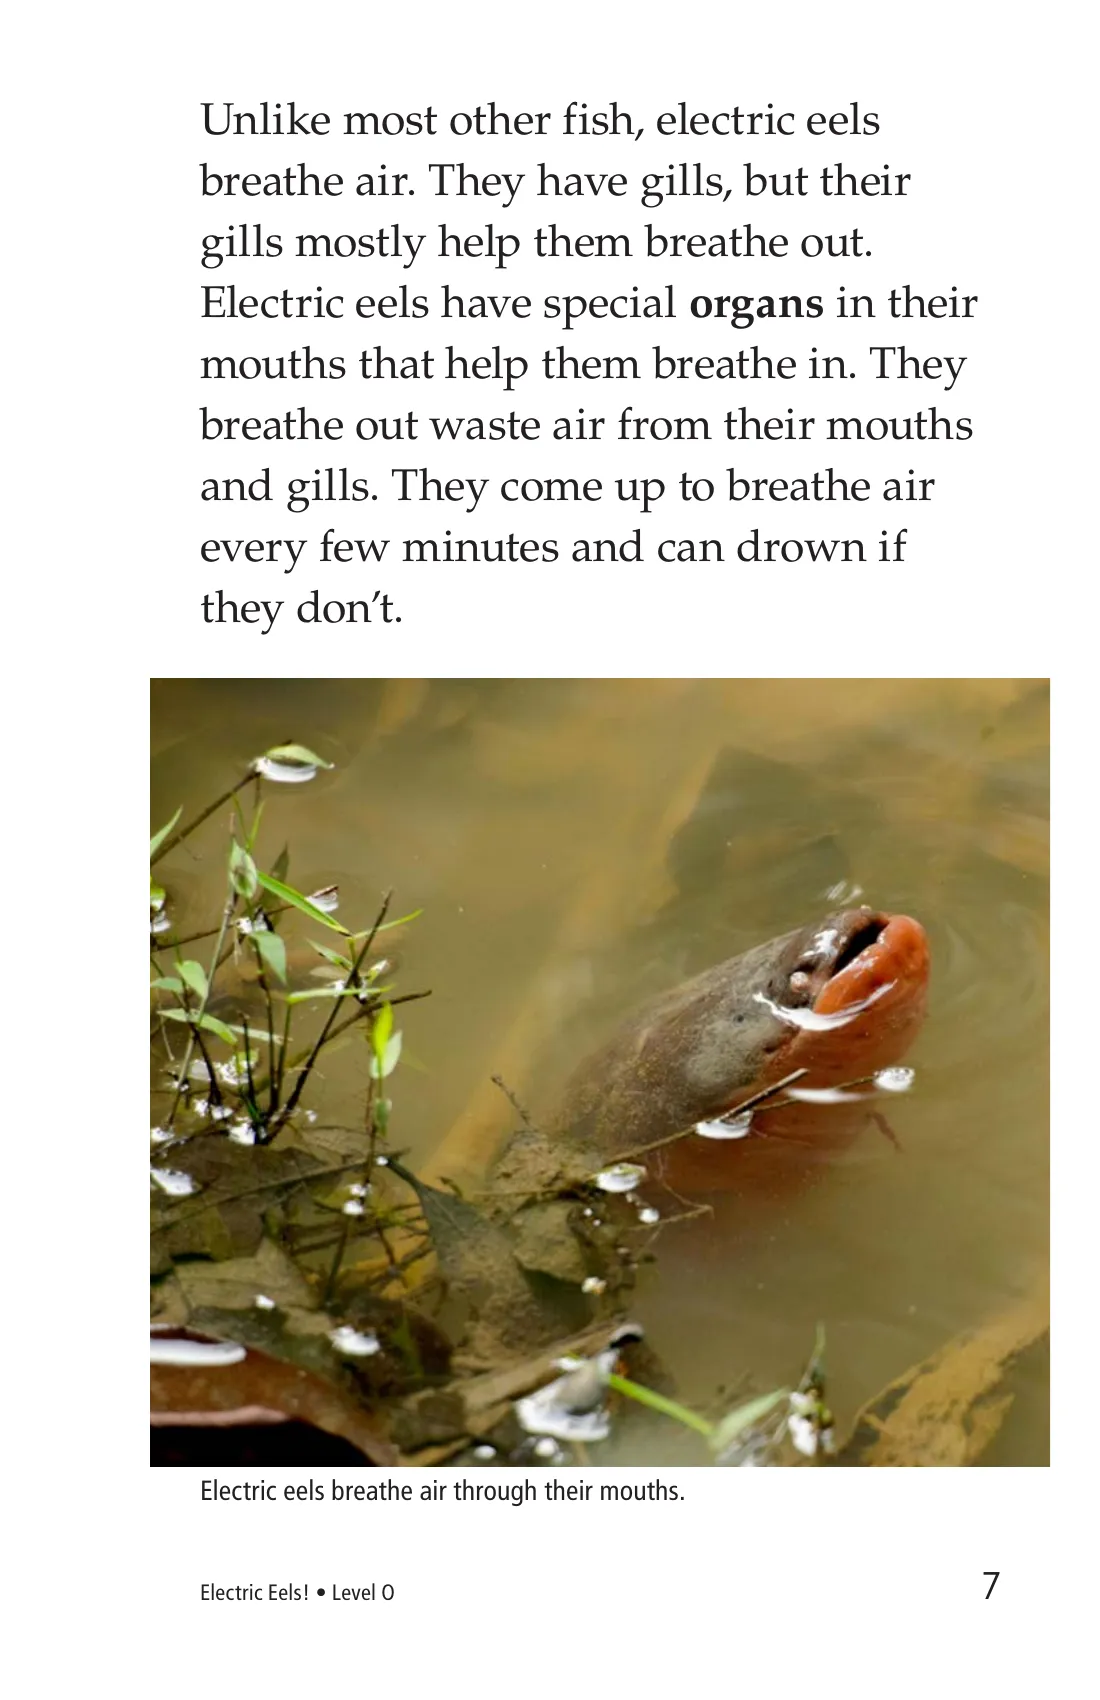 Unlike most other fish, electric eels
breathe air. They have gills, but their
gills mostly help them breathe out.
Electric eels have special organs in their
mouths that help them breathe in. They
breathe out waste air from their mouths
and gills. They come up to breathe air
every few minutes and can drown if
they don’t.
Electric eels breathe air through their mouths.
Electric Eels! • Level O
7